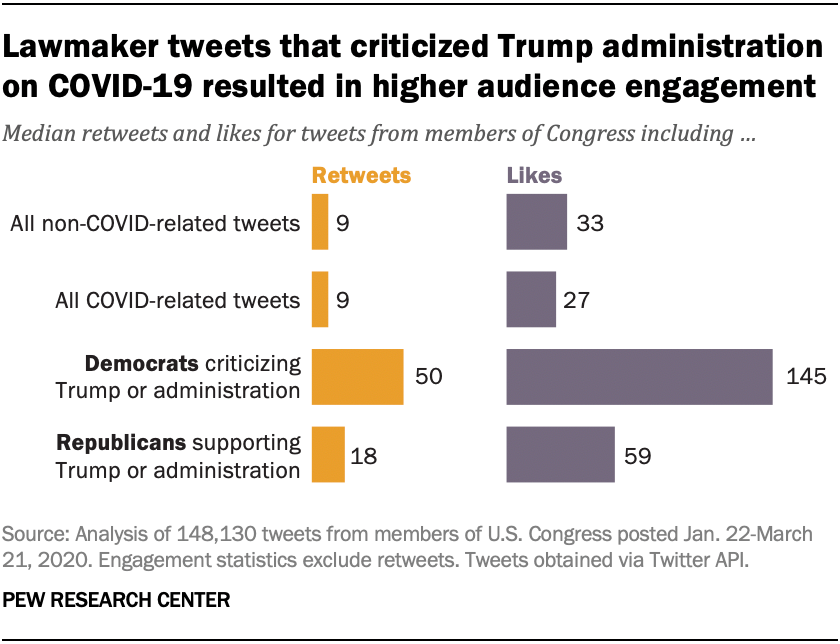 Lawmaker tweets that criticized Trump administration
on COVID-19 resulted in higher audience engagement
Median retweets and likes for tweets from members of Congress including ...
Retweets Likes
All non-COVID-related tweets 9 33
All COVID-related tweets 9 27
Democrats criticizing
Trump or administration 50 145
Republicans supporting
Trump or administration 18 59
Source: Analysis of 148,130 tweets from members of U.S. Congress posted Jan. 22-March
21, 2020. Engagement statistics exclude retweets. Tweets obtained via Twitter API.
PEW RESEARCH CENTER